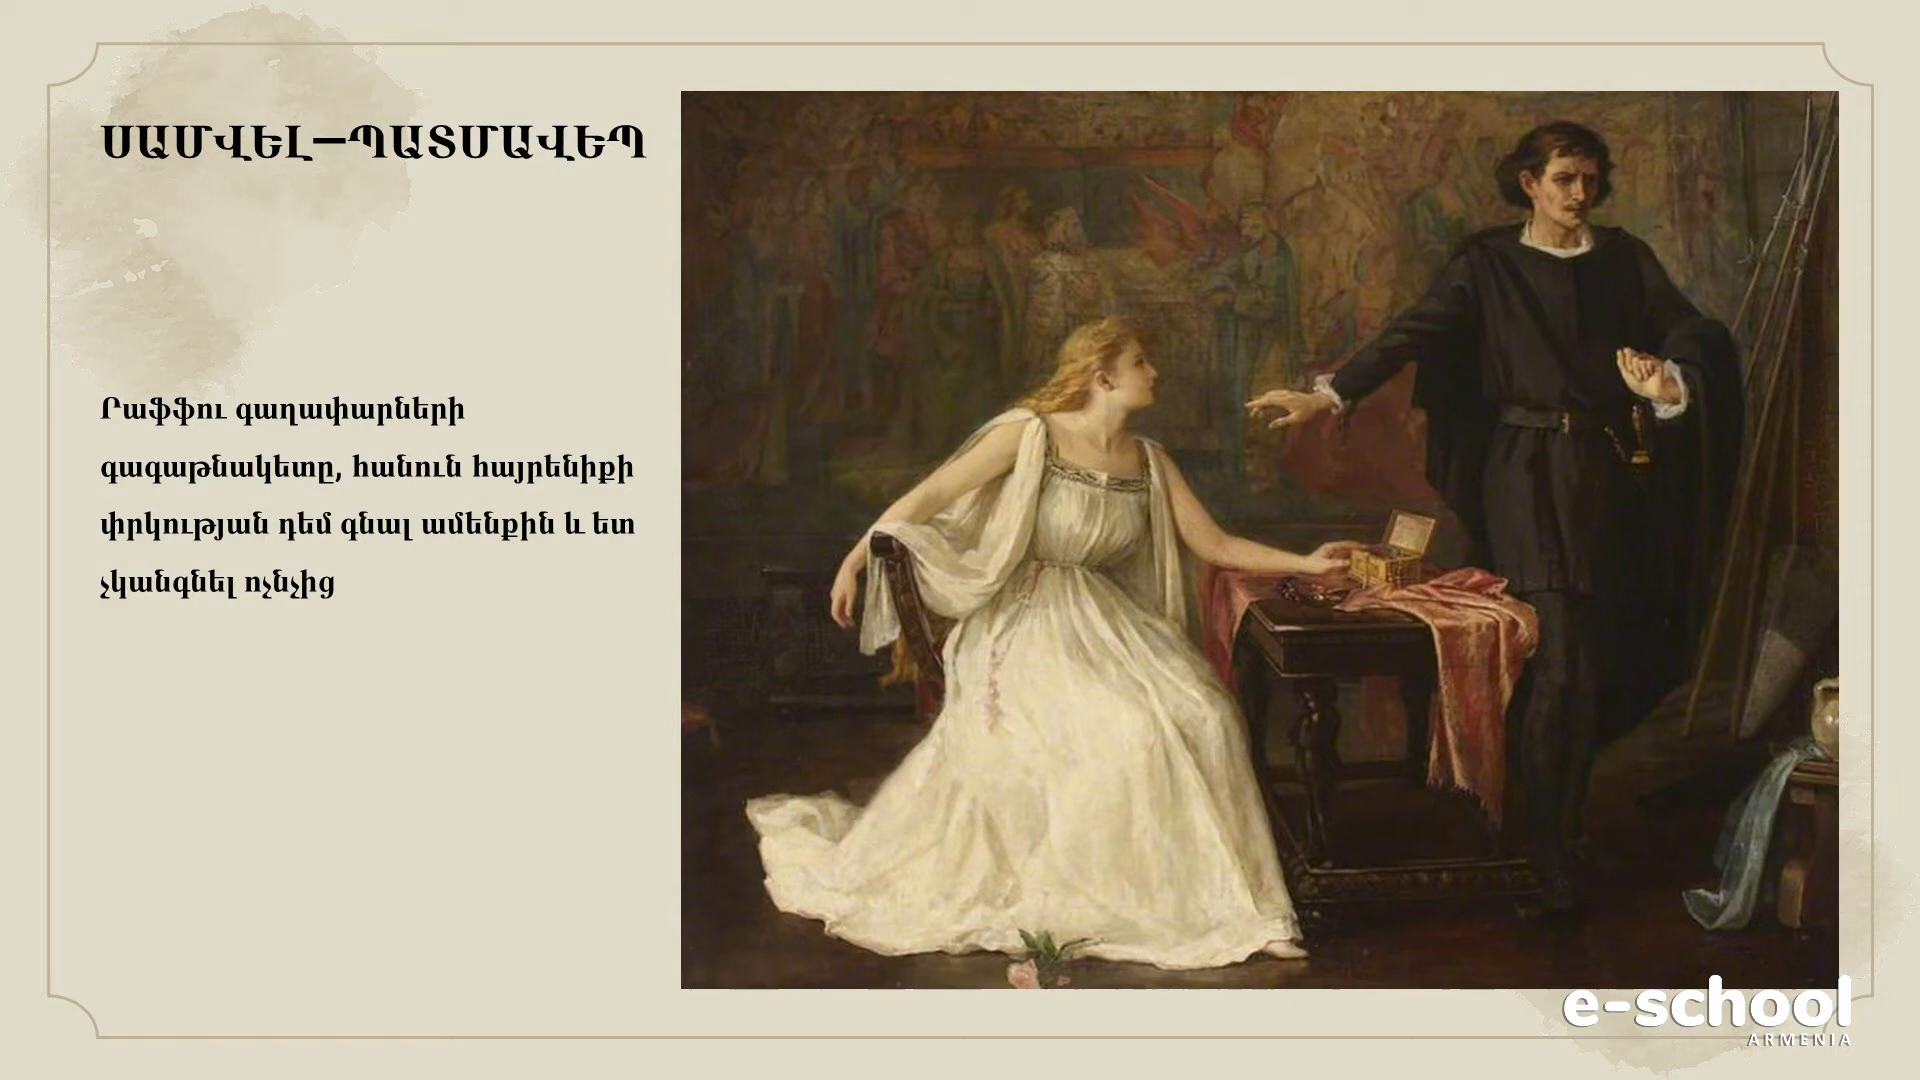 ՍԱՄՎԵԼ—ՊԱՏՄԱՎԵՊ
Րաֆֆու գաղափարների
գագաթնակետը, հանուն հայրենիքի
փրկության դեմ գնալ ամենքին և ետ
չկանգնել ոչնչից
e-school
ARMENIA